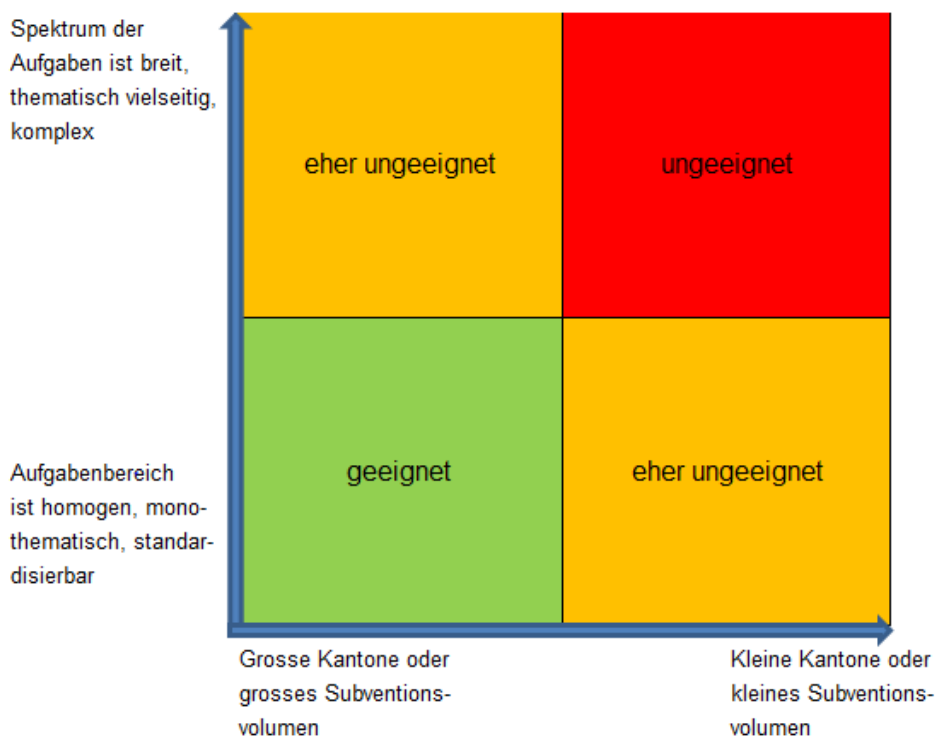 Spektrum der
Aufgaben ist breit,
thematisch vielseitig,
komplex
eher ungeeignet
ungeeignet
Aufgabenbereich
ist homogen, mono-
thematisch, standar-
disierbar
geeignet
eher ungeeignet
Grosse Kantone oder
grosses Subventions-
volumen
Kleine Kantone oder
kleines Subventions-
volumen